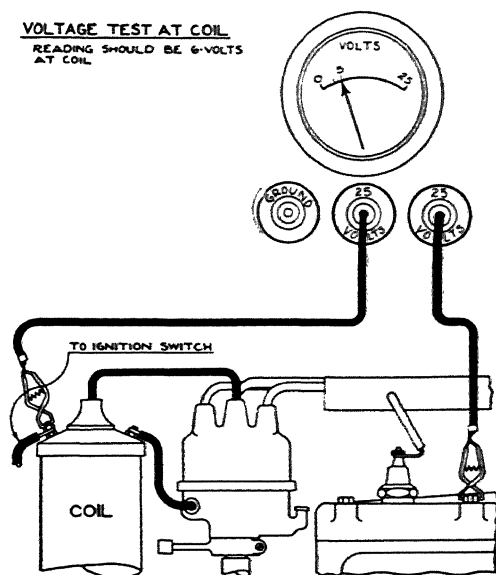 VOLTAGE TEST AT COIL
READING SHOULD BE 6-VOLTS
AT COIL
VOLTS
0 .5 25
GROUND
25
VOLTS
25
VOLTS
TO IGNITION SWITCH
COIL